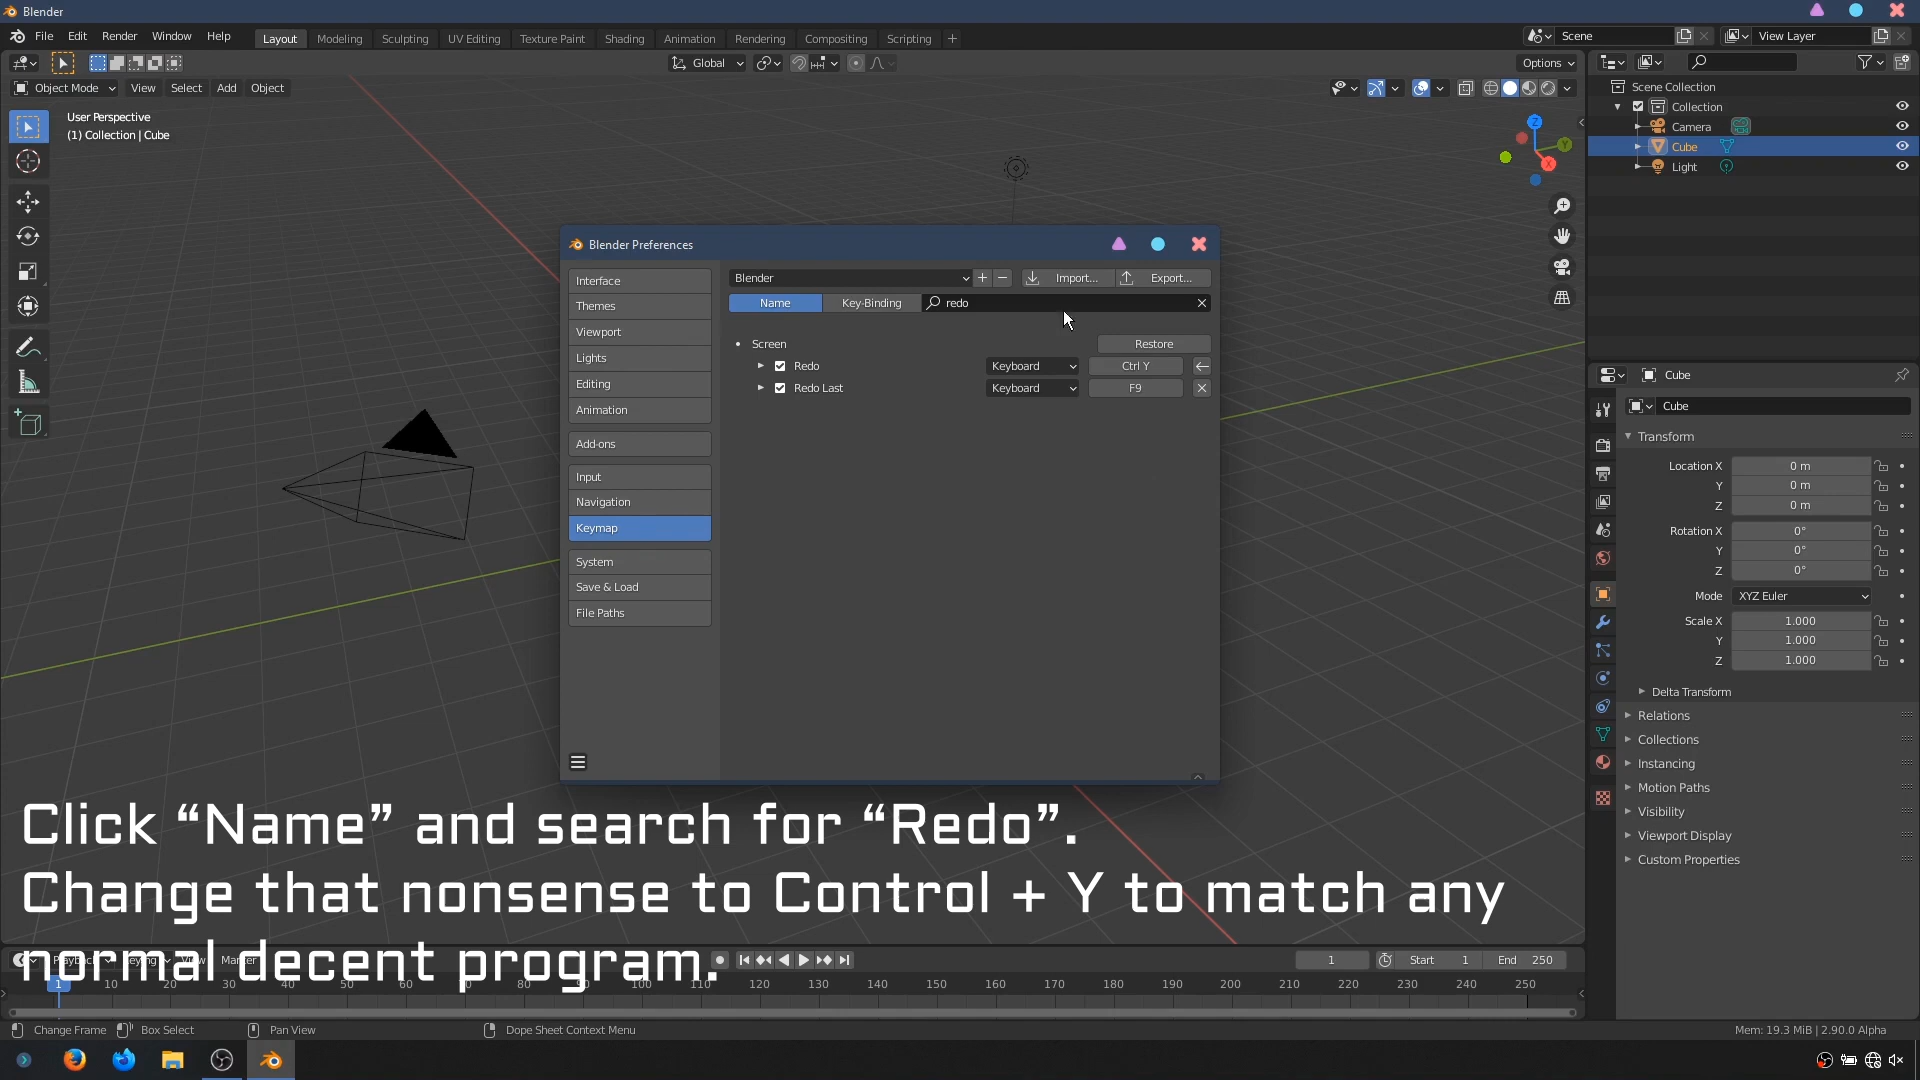 Blender
File Edit Render Window Help Layout Modeling Sculpting UV Editing Texture Paint Shading Animation Rendering Compositing Scripting + Scene View Layer
Global Options
Object Mode View Select Add Object
User Perspective
(1) Collection | Cube
Z
Y
X
Scene Collection
Collection
Camera
Cube
Light
Blender Preferences
Interface
Themes
Viewport
Lights
Editing
Animation
Add-ons
Input
Navigation
Keymap
System
Save & Load
File Paths
Blender + − Import... Export...
Name Key-Binding redo
Screen Restore
Redo Keyboard Ctrl Y
Redo Last Keyboard F9
Cube
Cube
Transform
Location X 0 m
Y 0 m
Z 0 m
Rotation X 0°
Y 0°
Z 0°
Mode XYZ Euler
Scale X 1.000
Y 1.000
Z 1.000
Delta Transform
Relations
Collections
Instancing
Motion Paths
Visibility
Viewport Display
Custom Properties
Click “Name” and search for “Redo”.
Change that nonsense to Control + Y to match any
normal decent program.
Playback Keying View Marker 1 Start 1 End 250
1 10 20 30 40 50 60 70 80 90 100 110 120 130 140 150 160 170 180 190 200 210 220 230 240 250
Change Frame Box Select Pan View Dope Sheet Context Menu Mem: 19.3 MiB | 2.90.0 Alpha